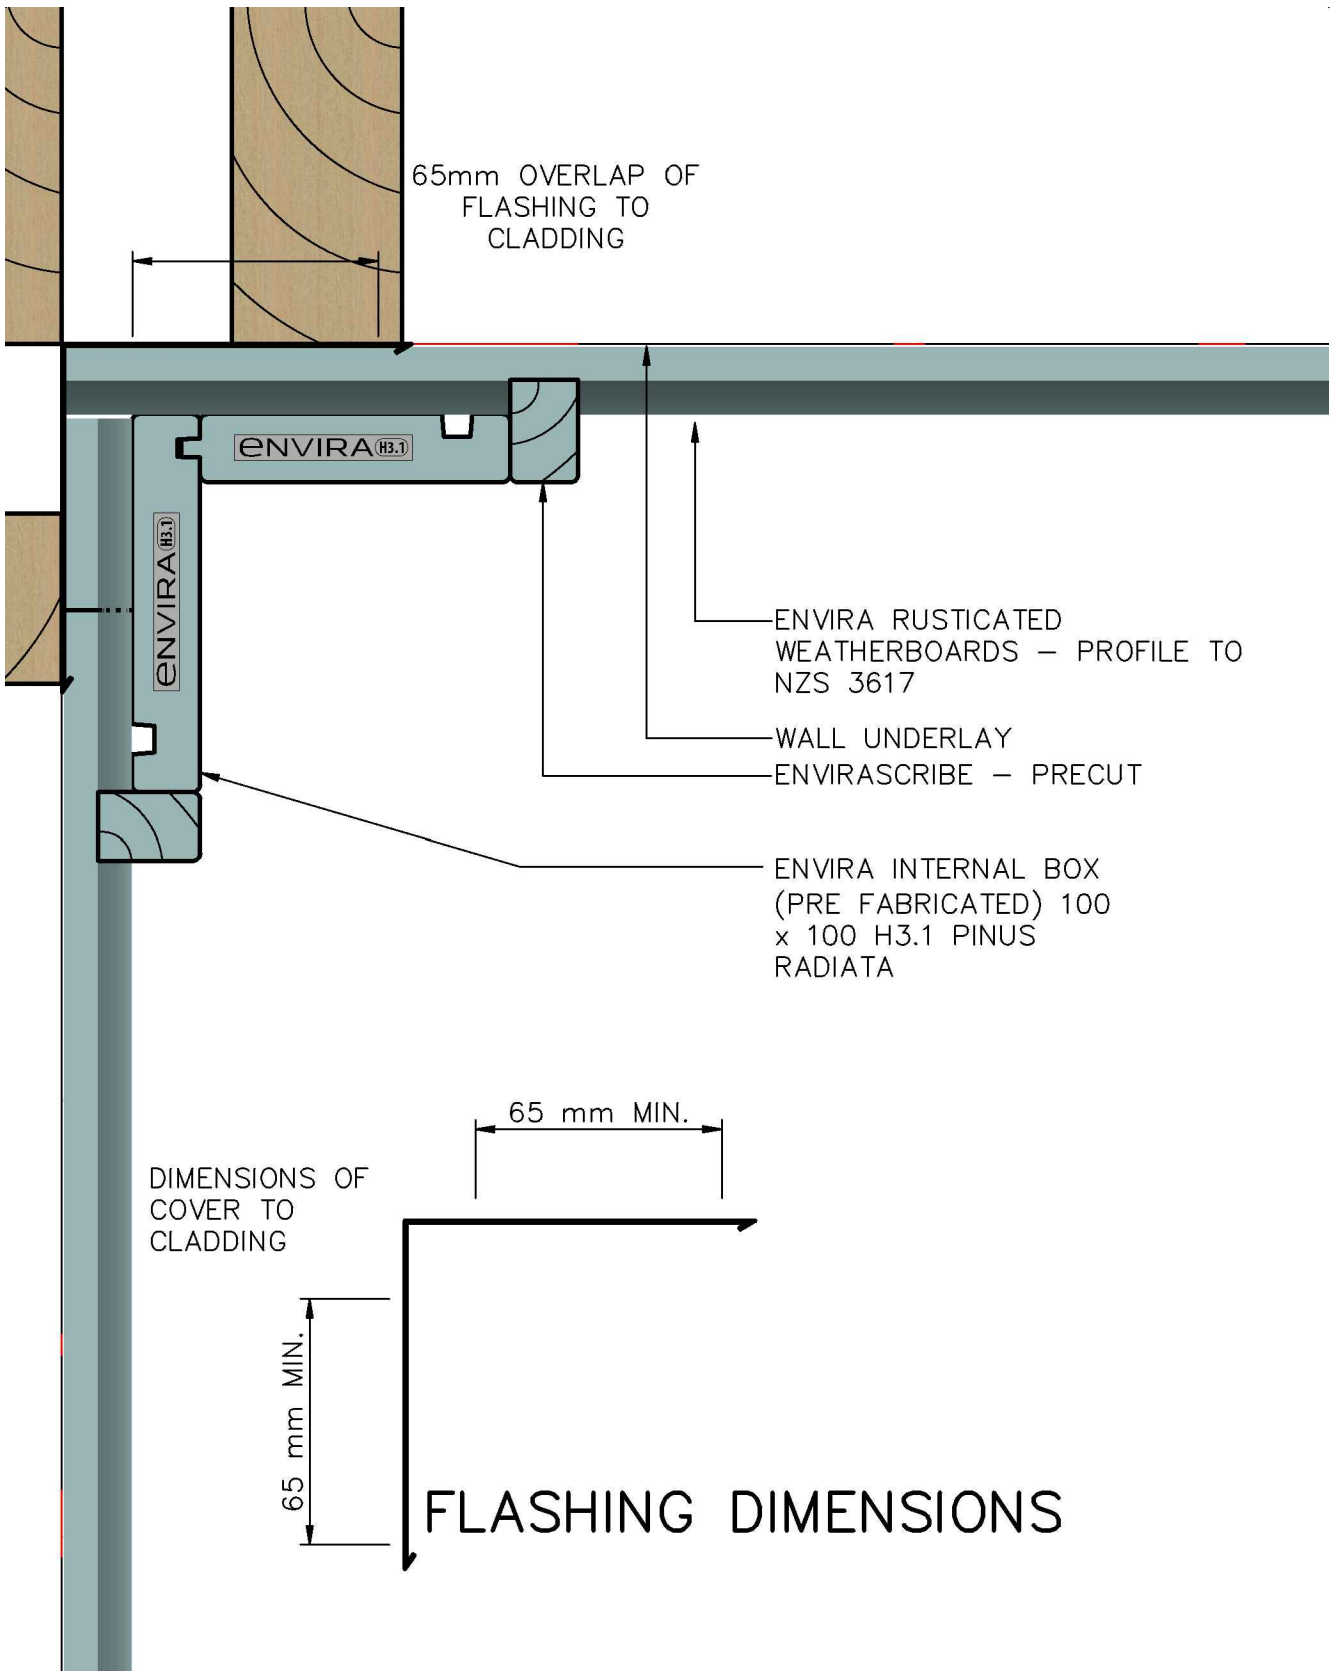 65mm OVERLAP OF
FLASHING TO
CLADDING
eNVIRA H3.1
eNVIRA H3.1
ENVIRA RUSTICATED
WEATHERBOARDS – PROFILE TO
NZS 3617
WALL UNDERLAY
ENVIRASCRIBE – PRECUT
ENVIRA INTERNAL BOX
(PRE FABRICATED) 100
x 100 H3.1 PINUS
RADIATA
65 mm MIN.
DIMENSIONS OF
COVER TO
CLADDING
65 mm MIN.
FLASHING DIMENSIONS